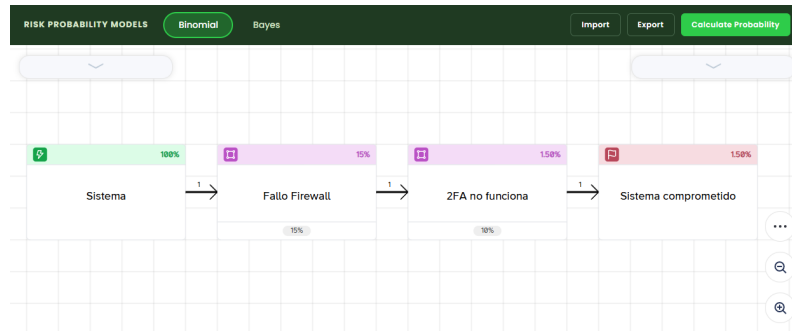 RISK PROBABILITY MODELS Binomial Bayes Import Export Calculate Probability
100% 15% 1.50% 1.50%
Sistema 1 Fallo Firewall 1 2FA no funciona 1 Sistema comprometido
15% 10%